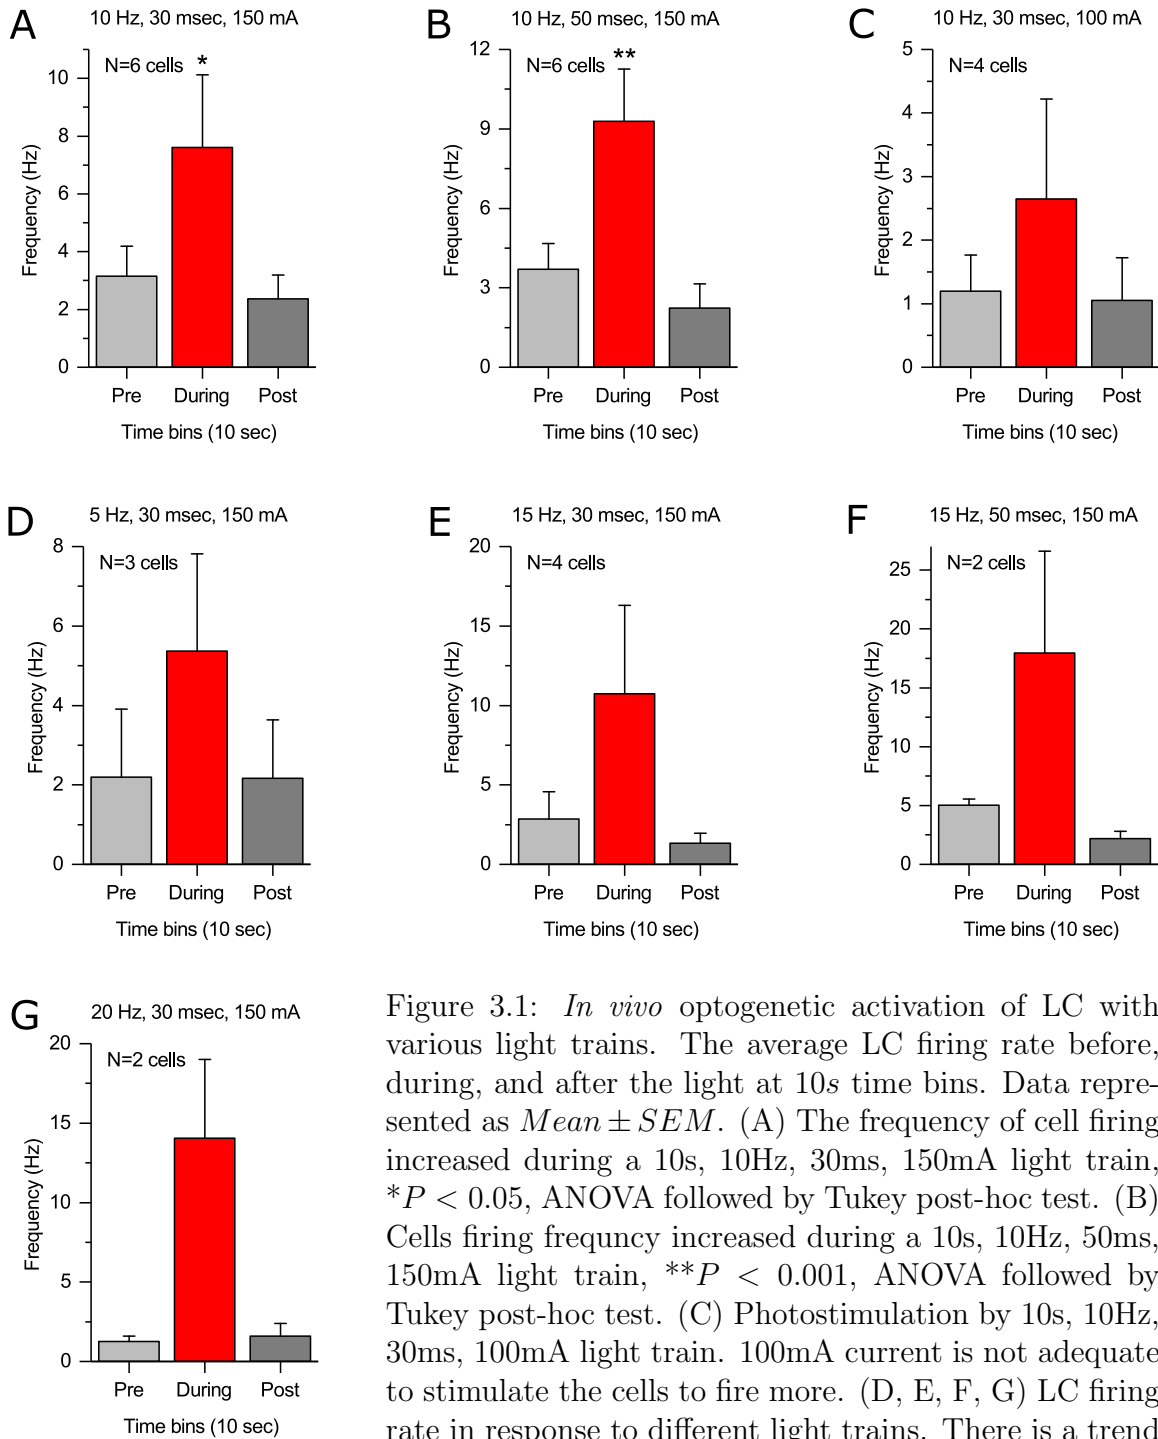 A
10 Hz, 30 msec, 150 mA
N=6 cells
*
10
8
6
4
2
0
Frequency (Hz)
Pre During Post
Time bins (10 sec)
B
10 Hz, 50 msec, 150 mA
N=6 cells
**
12
9
6
3
0
Frequency (Hz)
Pre During Post
Time bins (10 sec)
C
10 Hz, 30 msec, 100 mA
N=4 cells
5
4
3
2
1
0
Frequency (Hz)
Pre During Post
Time bins (10 sec)
D
5 Hz, 30 msec, 150 mA
N=3 cells
8
6
4
2
0
Frequency (Hz)
Pre During Post
Time bins (10 sec)
E
15 Hz, 30 msec, 150 mA
N=4 cells
20
15
10
5
0
Frequency (Hz)
Pre During Post
Time bins (10 sec)
F
15 Hz, 50 msec, 150 mA
N=2 cells
25
20
15
10
5
0
Frequency (Hz)
Pre During Post
Time bins (10 sec)
G
20 Hz, 30 msec, 150 mA
N=2 cells
20
15
10
5
0
Frequency (Hz)
Pre During Post
Time bins (10 sec)
Figure 3.1: In vivo optogenetic activation of LC with
various light trains. The average LC firing rate before,
during, and after the light at 10s time bins. Data repre-
sented as Mean ± SEM. (A) The frequency of cell firing
increased during a 10s, 10Hz, 30ms, 150mA light train,
*P < 0.05, ANOVA followed by Tukey post-hoc test. (B)
Cells firing frequncy increased during a 10s, 10Hz, 50ms,
150mA light train, **P < 0.001, ANOVA followed by
Tukey post-hoc test. (C) Photostimulation by 10s, 10Hz,
30ms, 100mA light train. 100mA current is not adequate
to stimulate the cells to fire more. (D, E, F, G) LC firing
rate in response to different light trains. There is a trend